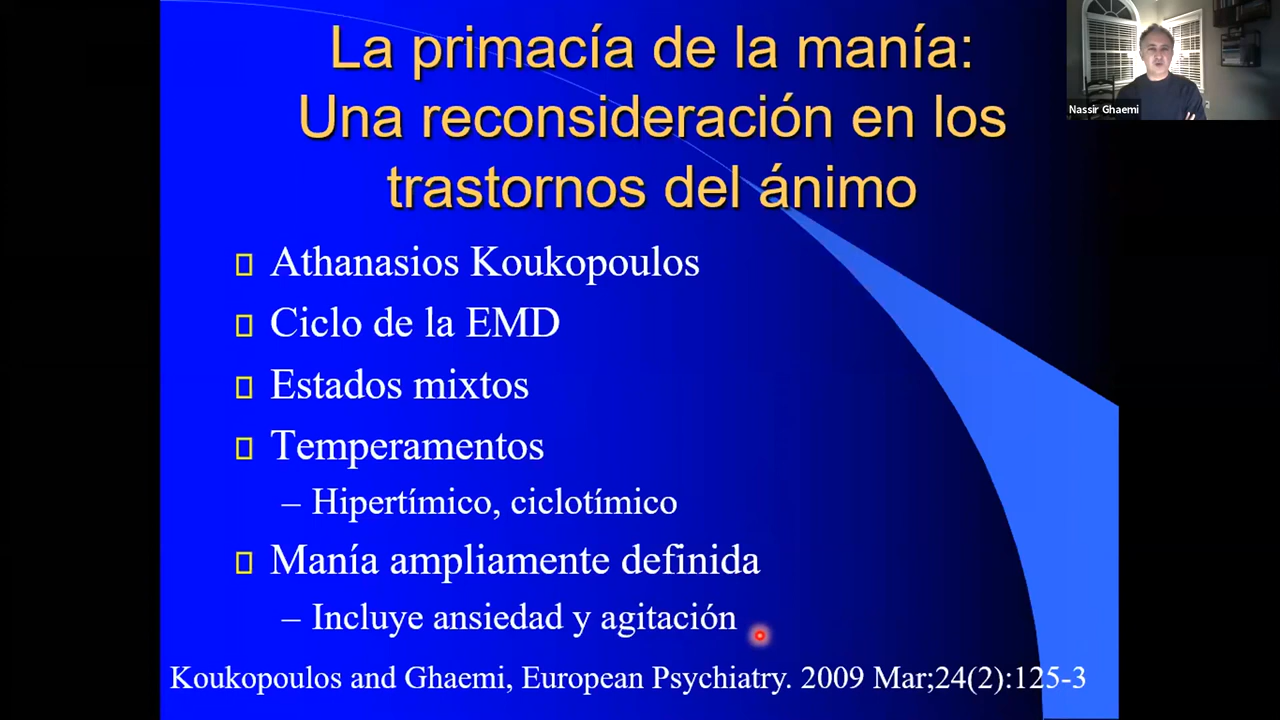 La primacía de la manía:
Una reconsideración en los
trastornos del ánimo
Nassir Ghaemi
Athanasios Koukopoulos
Ciclo de la EMD
Estados mixtos
Temperamentos
– Hipertímico, ciclotímico
Manía ampliamente definida
– Incluye ansiedad y agitación
Koukopoulos and Ghaemi, European Psychiatry. 2009 Mar;24(2):125-3